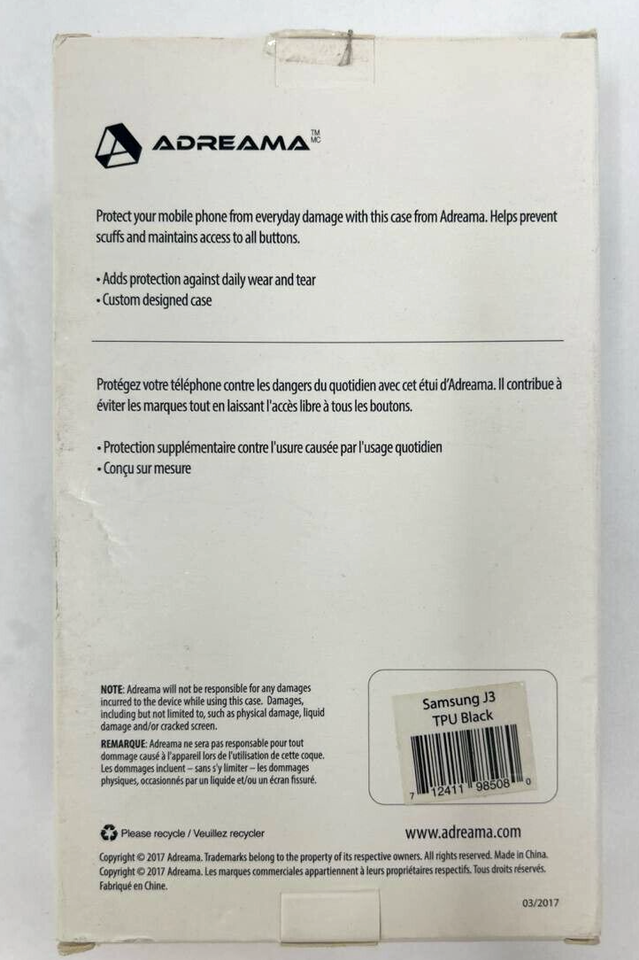 ADREAMA™
MC
Protect your mobile phone from everyday damage with this case from Adreama. Helps prevent
scuffs and maintains access to all buttons.
• Adds protection against daily wear and tear
• Custom designed case
Protégez votre téléphone contre les dangers du quotidien avec cet étui d'Adreama. Il contribue à
éviter les marques tout en laissant l'accès libre à tous les boutons.
• Protection supplémentaire contre l'usure causée par l'usage quotidien
• Conçu sur mesure
NOTE: Adreama will not be responsible for any damages
incurred to the device while using this case. Damages,
including but not limited to, such as physical damage, liquid
damage and/or cracked screen.
REMARQUE: Adreama ne sera pas responsable pour tout
dommage causé à l'appareil lors de l'utilisation de cette coque.
Les dommages incluent – sans s'y limiter – les dommages
physiques, occasionnés par un liquide et/ou un écran fissuré.
Samsung J3
TPU Black
7 12411 98508 0
Please recycle / Veuillez recycler
www.adreama.com
Copyright © 2017 Adreama. Trademarks belong to the property of its respective owners. All rights reserved. Made in China.
Copyright © 2017 Adreama. Les marques commerciales appartiennent à leurs propriétaires respectifs. Tous droits réservés.
Fabriqué en Chine.
03/2017